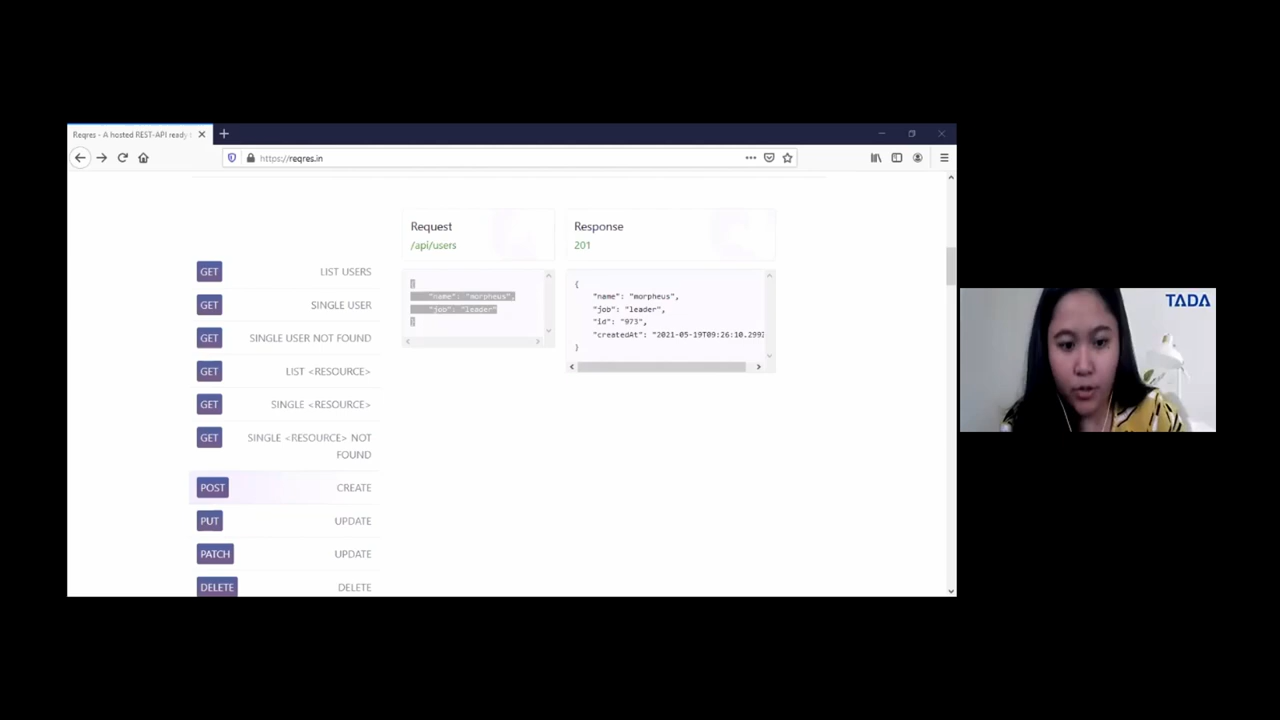 Reqres - A hosted REST-API ready
https://reqres.in
Request
/api/users
Response
201
{
"name": "morpheus",
"job": "leader"
}
{
"name": "morpheus",
"job": "leader",
"id": "973",
"createdAt": "2021-05-19T09:26:10.299Z
}
GET LIST USERS
GET SINGLE USER
GET SINGLE USER NOT FOUND
GET LIST <RESOURCE>
GET SINGLE <RESOURCE>
GET SINGLE <RESOURCE> NOT
FOUND
POST CREATE
PUT UPDATE
PATCH UPDATE
DELETE DELETE
TADA